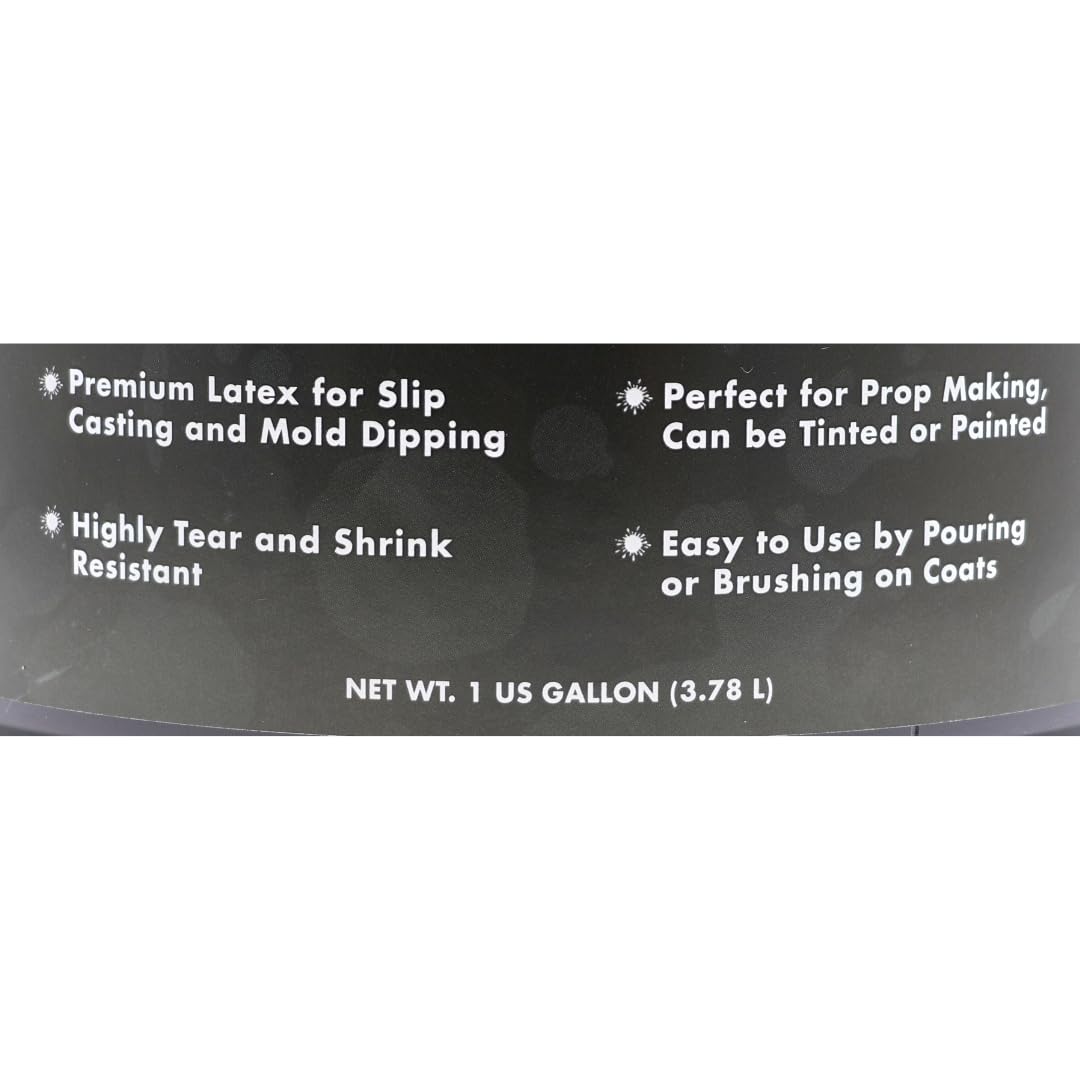 Premium Latex for Slip
Casting and Mold Dipping
Highly Tear and Shrink
Resistant
Perfect for Prop Making,
Can be Tinted or Painted
Easy to Use by Pouring
or Brushing on Coats
NET WT. 1 US GALLON (3.78 L)